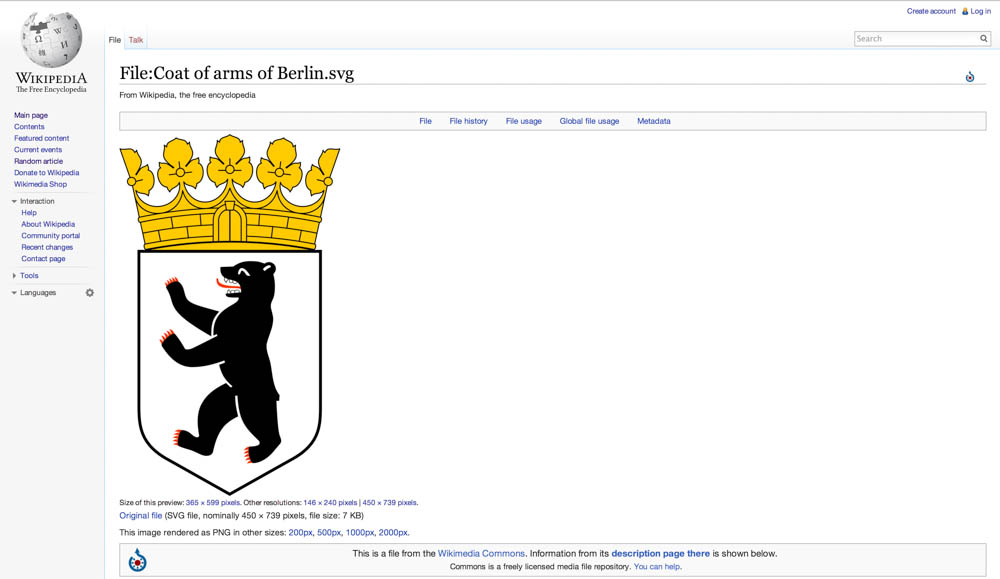 Create account Log in
File Talk
Search
WIKIPEDIA
The Free Encyclopedia
Main page
Contents
Featured content
Current events
Random article
Donate to Wikipedia
Wikimedia Shop
Interaction
Help
About Wikipedia
Community portal
Recent changes
Contact page
Tools
Languages
File:Coat of arms of Berlin.svg
From Wikipedia, the free encyclopedia
File File history File usage Global file usage Metadata
Size of this preview: 365 × 599 pixels. Other resolutions: 146 × 240 pixels | 450 × 739 pixels.
Original file (SVG file, nominally 450 × 739 pixels, file size: 7 KB)
This image rendered as PNG in other sizes: 200px, 500px, 1000px, 2000px.
This is a file from the Wikimedia Commons. Information from its description page there is shown below.
Commons is a freely licensed media file repository. You can help.